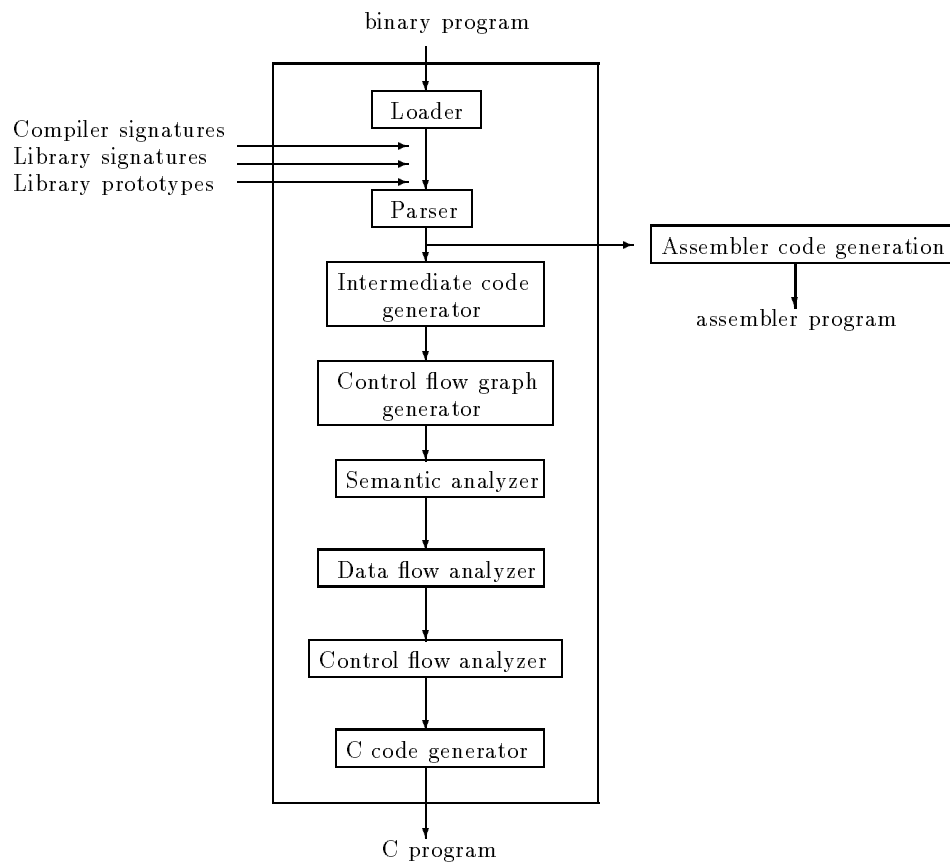 binary program
Loader
Compiler signatures
Library signatures
Library prototypes
Parser
Assembler code generation
Intermediate code
generator
assembler program
Control flow graph
generator
Semantic analyzer
Data flow analyzer
Control flow analyzer
C code generator
C program